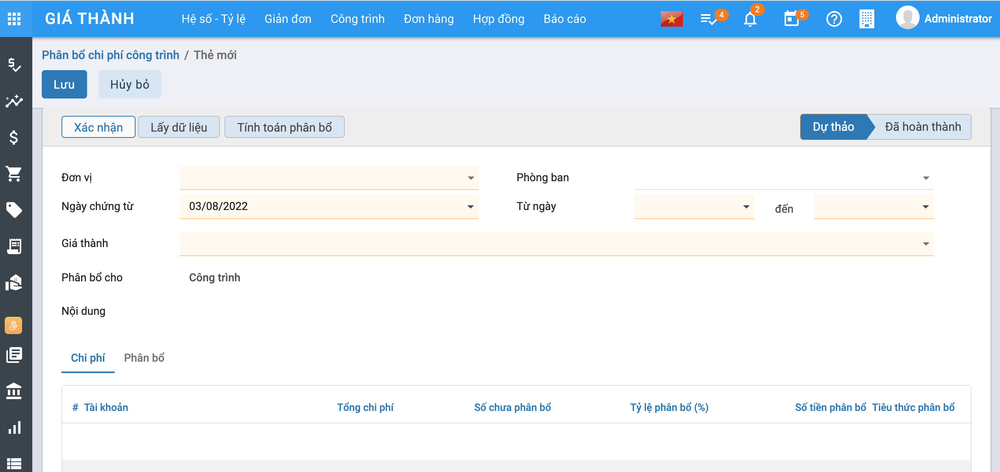 GIÁ THÀNH Hệ số - Tỷ lệ Giản đơn Công trình Đơn hàng Hợp đồng Báo cáo 4 2 5 Administrator
Phân bổ chi phí công trình / Thẻ mới
Lưu Hủy bỏ
Xác nhận Lấy dữ liệu Tính toán phân bổ Dự thảo Đã hoàn thành
Đơn vị Phòng ban
Ngày chứng từ 03/08/2022 Từ ngày đến
Giá thành
Phân bổ cho Công trình
Nội dung
Chi phí Phân bổ
# Tài khoản Tổng chi phí Số chưa phân bổ Tỷ lệ phân bổ (%) Số tiền phân bổ Tiêu thức phân bổ